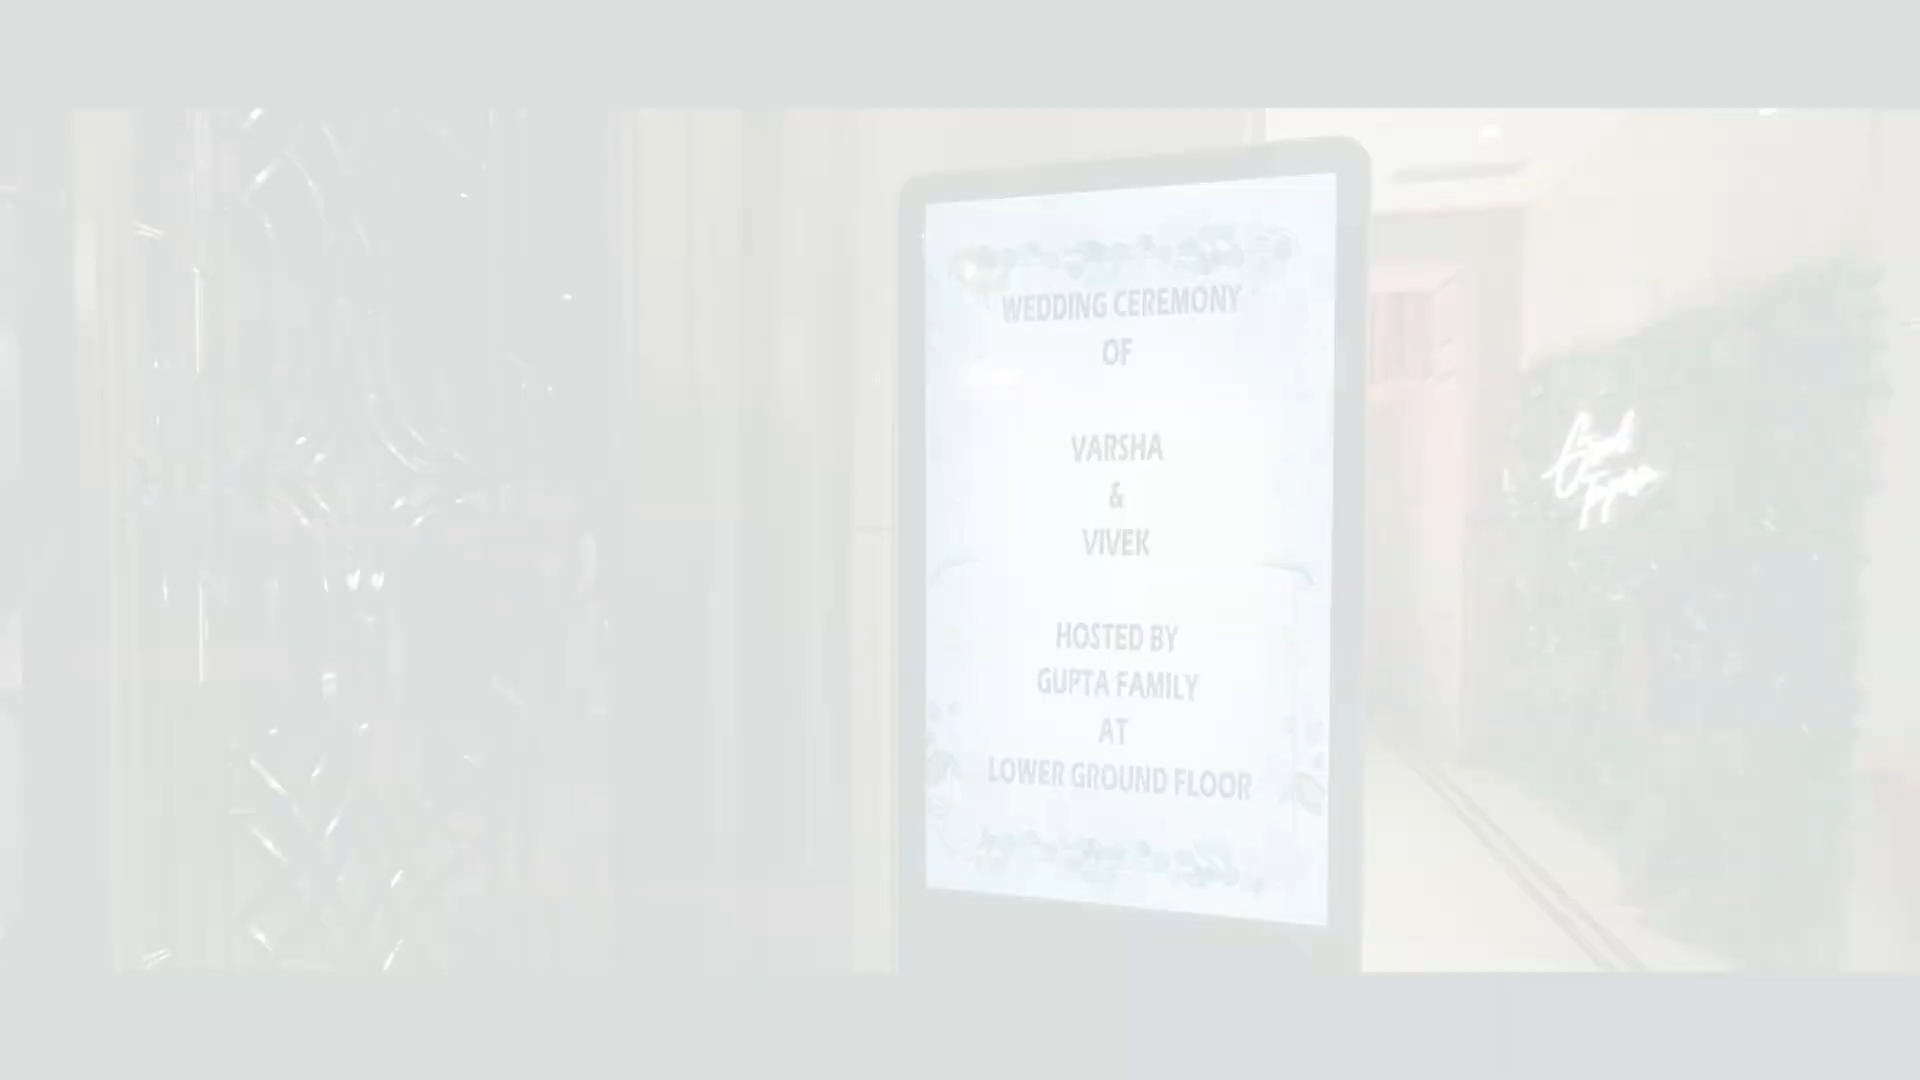 WEDDING CEREMONY
OF
VARSHA
&
VIVEK
HOSTED BY
GUPTA FAMILY
AT
LOWER GROUND FLOOR